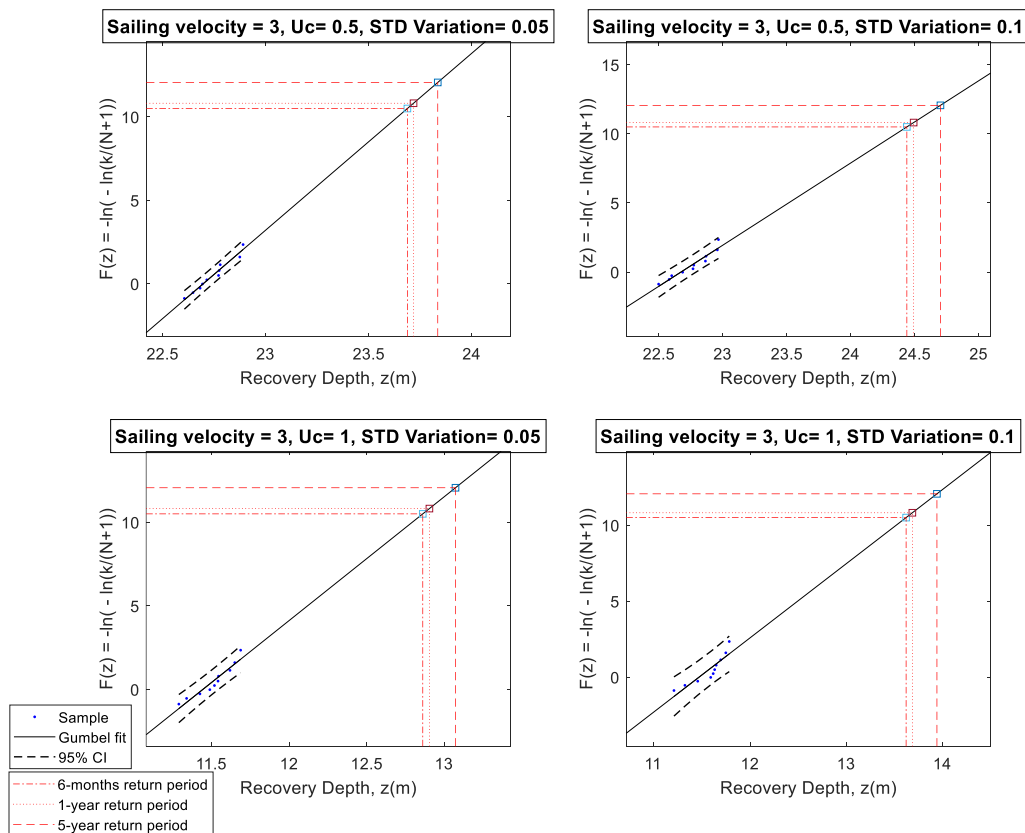 Sailing velocity = 3, Uc= 0.5, STD Variation= 0.05
F(z) = -ln( - ln(k/(N+1))
10
5
0
22.5 23 23.5 24
Recovery Depth, z(m)
Sailing velocity = 3, Uc= 0.5, STD Variation= 0.1
F(z) = -ln( - ln(k/(N+1))
15
10
5
0
22.5 23 23.5 24 24.5 25
Recovery Depth, z(m)
Sailing velocity = 3, Uc= 1, STD Variation= 0.05
F(z) = -ln( - ln(k/(N+1))
10
5
0
11.5 12 12.5 13
Recovery Depth, z(m)
Sailing velocity = 3, Uc= 1, STD Variation= 0.1
F(z) = -ln( - ln(k/(N+1))
10
5
0
11 12 13 14
Recovery Depth, z(m)
Sample
Gumbel fit
95% CI
6-months return period
1-year return period
5-year return period